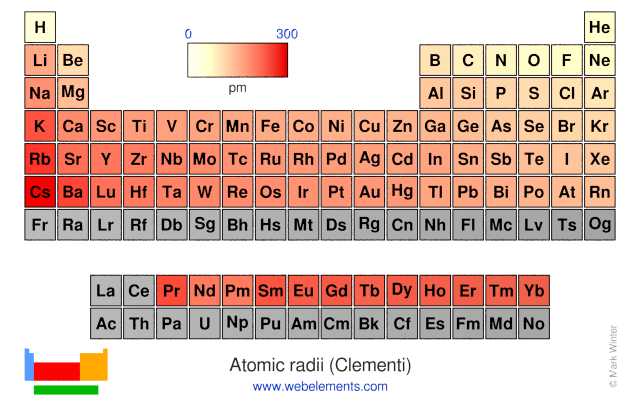 H He
0 300
Li Be B C N O F Ne
pm
Na Mg Al Si P S Cl Ar
K Ca Sc Ti V Cr Mn Fe Co Ni Cu Zn Ga Ge As Se Br Kr
Rb Sr Y Zr Nb Mo Tc Ru Rh Pd Ag Cd In Sn Sb Te I Xe
Cs Ba Lu Hf Ta W Re Os Ir Pt Au Hg Tl Pb Bi Po At Rn
Fr Ra Lr Rf Db Sg Bh Hs Mt Ds Rg Cn Nh Fl Mc Lv Ts Og
La Ce Pr Nd Pm Sm Eu Gd Tb Dy Ho Er Tm Yb
Ac Th Pa U Np Pu Am Cm Bk Cf Es Fm Md No
Atomic radii (Clementi)
www.webelements.com
© Mark Winter